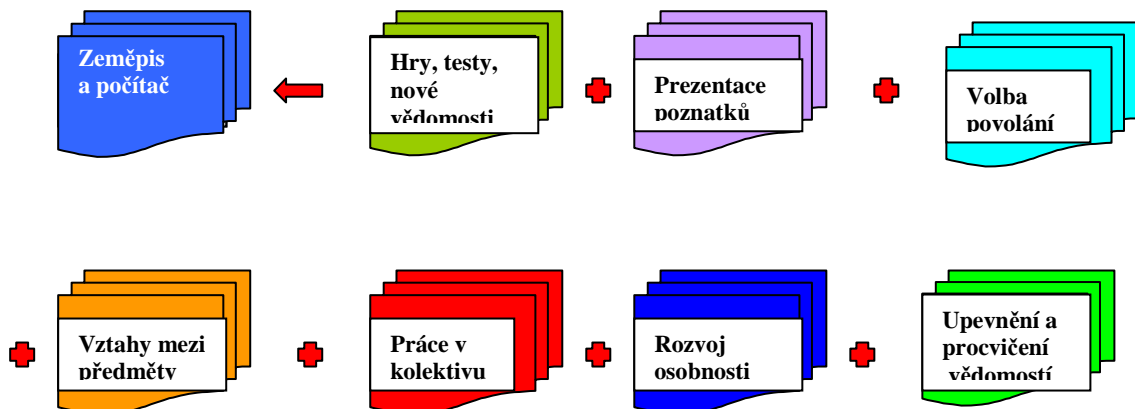 Zeměpis
a počítač
Hry, testy,
nové
vědomosti
Prezentace
poznatků
Volba
povolání
Vztahy mezi
předměty
Práce v
kolektivu
Rozvoj
osobnosti
Upevnění a
procvičení
vědomostí